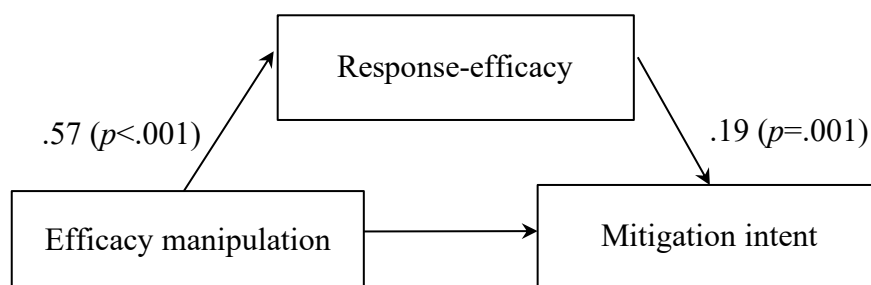 Response-efficacy
.57 (p<.001)
.19 (p=.001)
Efficacy manipulation
Mitigation intent